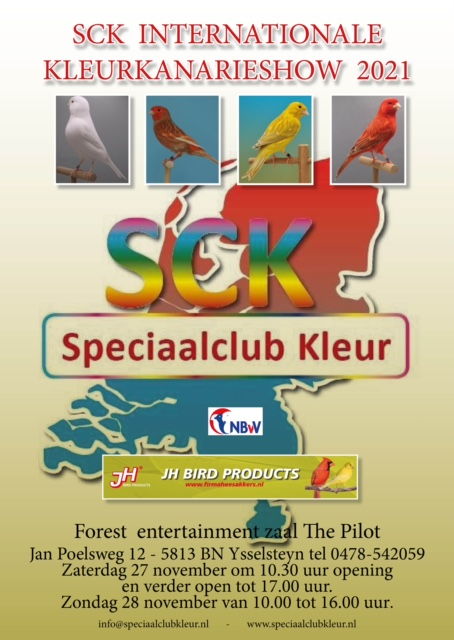 SCK INTERNATIONALE
KLEURKANARIESHOW 2021
SCK
Speciaalclub Kleur
NBvV
JH
BIRD PRODUCTS
JH BIRD PRODUCTS
www.firmaheesakkers.nl
Forest entertainment zaal The Pilot
Jan Poelsweg 12 - 5813 BN Ysselsteyn tel 0478-542059
Zaterdag 27 november om 10.30 uur opening
en verder open tot 17.00 uur.
Zondag 28 november van 10.00 tot 16.00 uur.
info@speciaalclubkleur.nl - www.speciaalclubkleur.nl